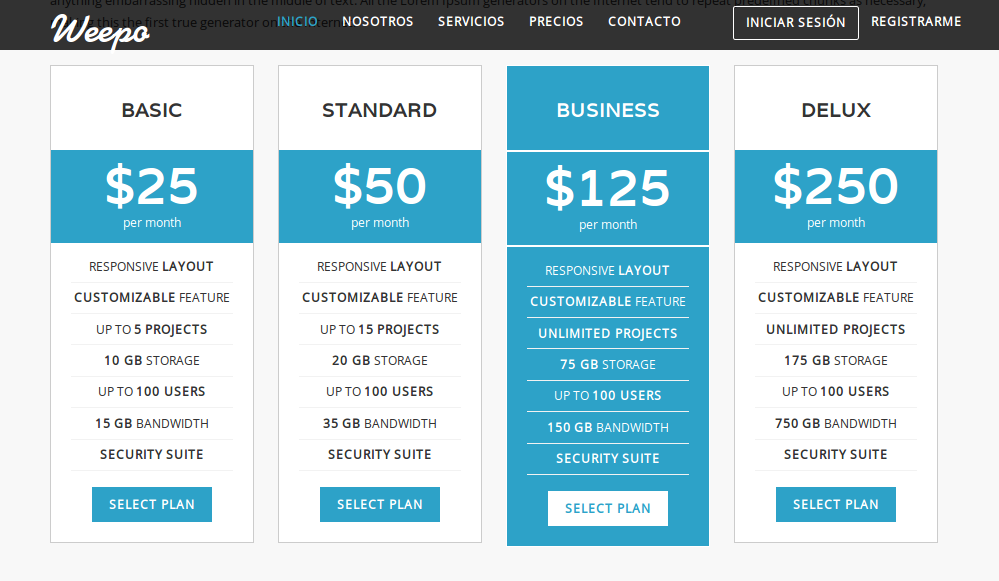 anything embarrassing hidden in the middle of text. All the Lorem Ipsum generators on the Internet tend to repeat predefined chunks as necessary,
this the first true generator
Weepo
INICIO
NOSOTROS
SERVICIOS
PRECIOS
CONTACTO
INICIAR SESIÓN
REGISTRARME
BASIC
$25
per month
RESPONSIVE LAYOUT
CUSTOMIZABLE FEATURE
UP TO 5 PROJECTS
10 GB STORAGE
UP TO 100 USERS
15 GB BANDWIDTH
SECURITY SUITE
SELECT PLAN
STANDARD
$50
per month
RESPONSIVE LAYOUT
CUSTOMIZABLE FEATURE
UP TO 15 PROJECTS
20 GB STORAGE
UP TO 100 USERS
35 GB BANDWIDTH
SECURITY SUITE
SELECT PLAN
BUSINESS
$125
per month
RESPONSIVE LAYOUT
CUSTOMIZABLE FEATURE
UNLIMITED PROJECTS
75 GB STORAGE
UP TO 100 USERS
150 GB BANDWIDTH
SECURITY SUITE
SELECT PLAN
DELUX
$250
per month
RESPONSIVE LAYOUT
CUSTOMIZABLE FEATURE
UNLIMITED PROJECTS
175 GB STORAGE
UP TO 100 USERS
750 GB BANDWIDTH
SECURITY SUITE
SELECT PLAN